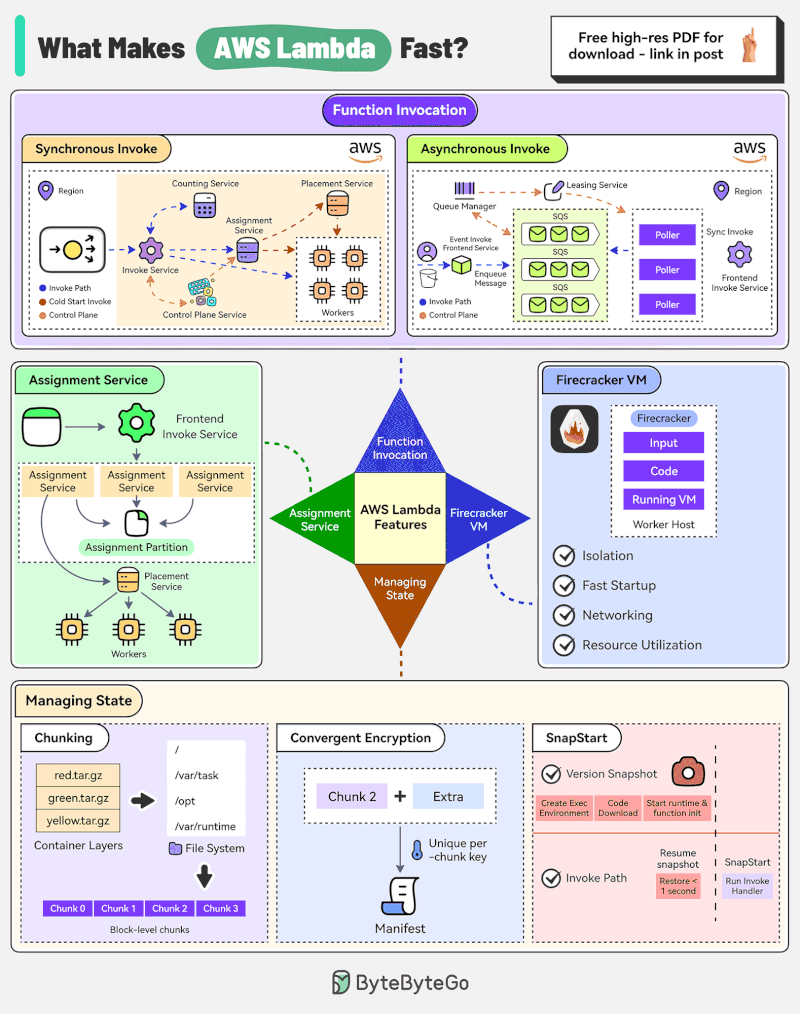 What Makes AWS Lambda Fast?
Free high-res PDF for
download - link in post
Function Invocation
Synchronous Invoke
aws
Region
Counting Service
Placement Service
Assignment
Service
Invoke Service
Invoke Path
Cold Start Invoke
Control Plane
Control Plane Service
Workers
Asynchronous Invoke
aws
Queue Manager
Leasing Service
Region
SQS
SQS
SQS
Event Invoke
Frontend Service
Enqueue
Message
Poller
Poller
Poller
Sync Invoke
Frontend
Invoke Service
Invoke Path
Control Plane
Assignment Service
Frontend
Invoke Service
Assignment
Service
Assignment
Service
Assignment
Service
Assignment Partition
Placement
Service
Workers
Function
Invocation
Assignment
Service
AWS Lambda
Features
Firecracker
VM
Managing
State
Firecracker VM
Firecracker
Input
Code
Running VM
Worker Host
Isolation
Fast Startup
Networking
Resource Utilization
Managing State
Chunking
red.tar.gz
green.tar.gz
yellow.tar.gz
Container Layers
/
/var/task
/opt
/var/runtime
File System
Chunk 0
Chunk 1
Chunk 2
Chunk 3
Block-level chunks
Convergent Encryption
Chunk 2 + Extra
Unique per
-chunk key
Manifest
SnapStart
Version Snapshot
Create Exec
Environment
Code
Download
Start runtime &
function init
Invoke Path
Resume
snapshot
Restore <
1 second
SnapStart
Run Invoke
Handler
ByteByteGo